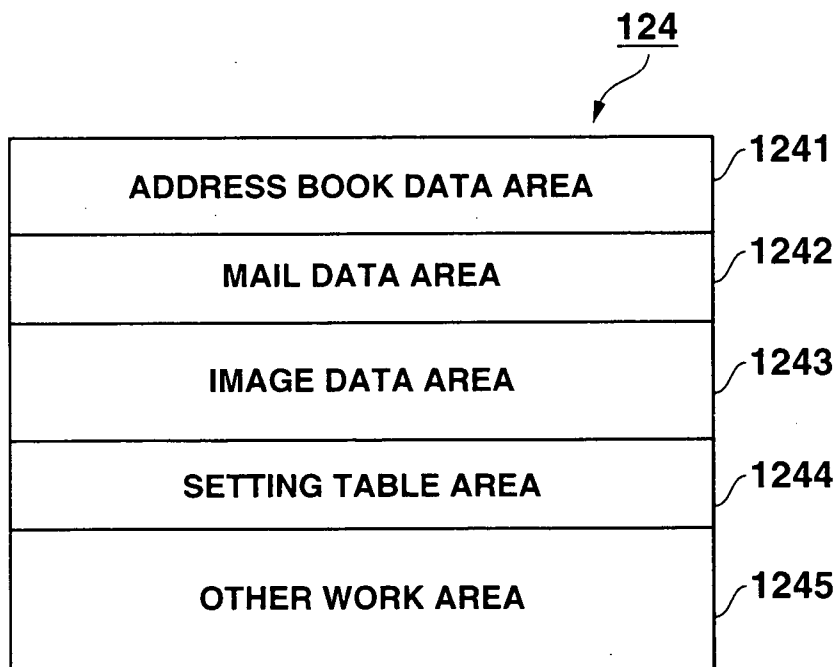 124
ADDRESS BOOK DATA AREA
1241
MAIL DATA AREA
1242
IMAGE DATA AREA
1243
SETTING TABLE AREA
1244
OTHER WORK AREA
1245